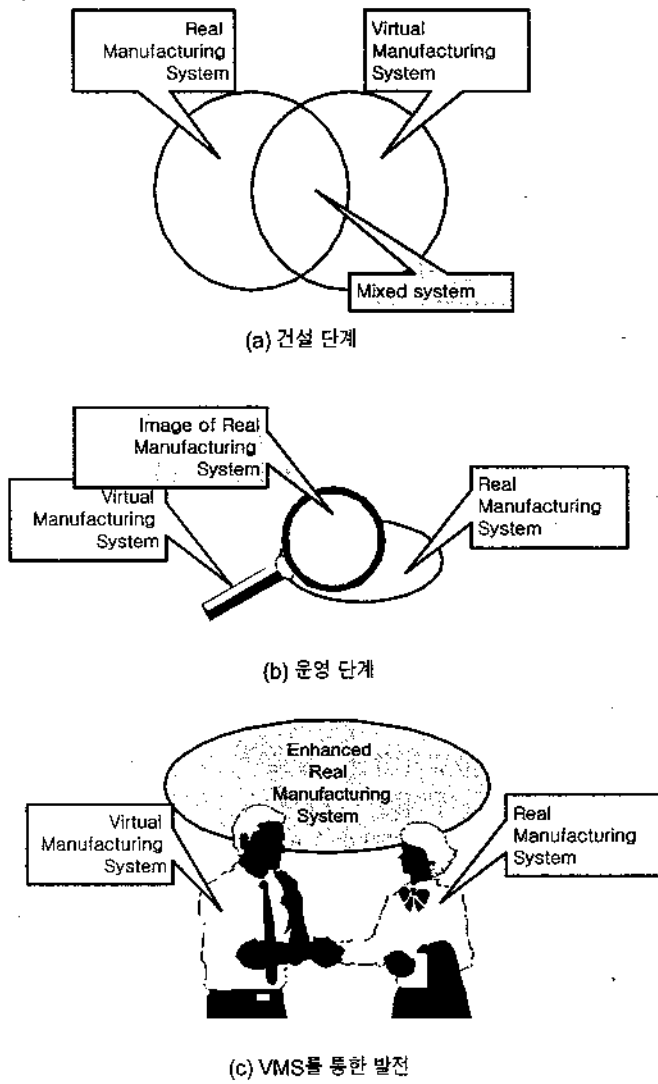 Real
Manufacturing
System
Virtual
Manufacturing
System
Mixed system
(a) 건설 단계
Image of Real
Manufacturing
System
Virtual
Manufacturing
System
Real
Manufacturing
System
(b) 운영 단계
Enhanced
Real
Manufacturing
System
Virtual
Manufacturing
System
Real
Manufacturing
System
(c) VMS를 통한 발전